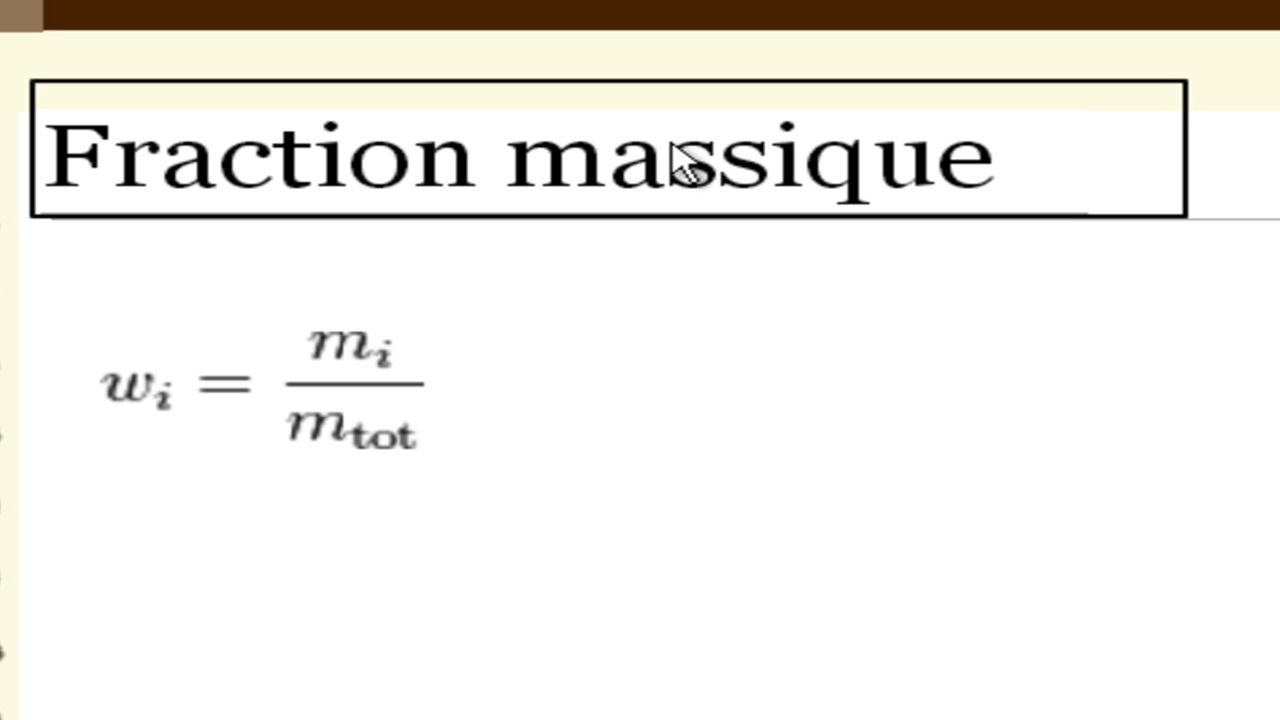 Fraction massique
w_i = m_i / m_tot